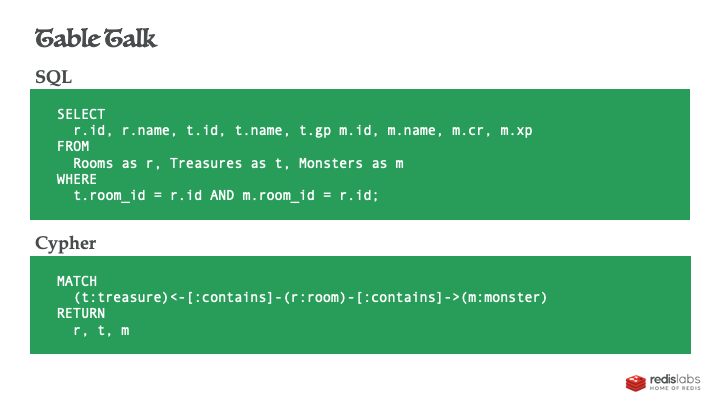 Table Talk
SQL
SELECT
r.id, r.name, t.id, t.name, t.gp m.id, m.name, m.cr, m.xp
FROM
Rooms as r, Treasures as t, Monsters as m
WHERE
t.room_id = r.id AND m.room_id = r.id;
Cypher
MATCH
(t:treasure)<-[:contains]-(r:room)-[:contains]->(m:monster)
RETURN
r, t, m
redislabs
HOME OF REDIS